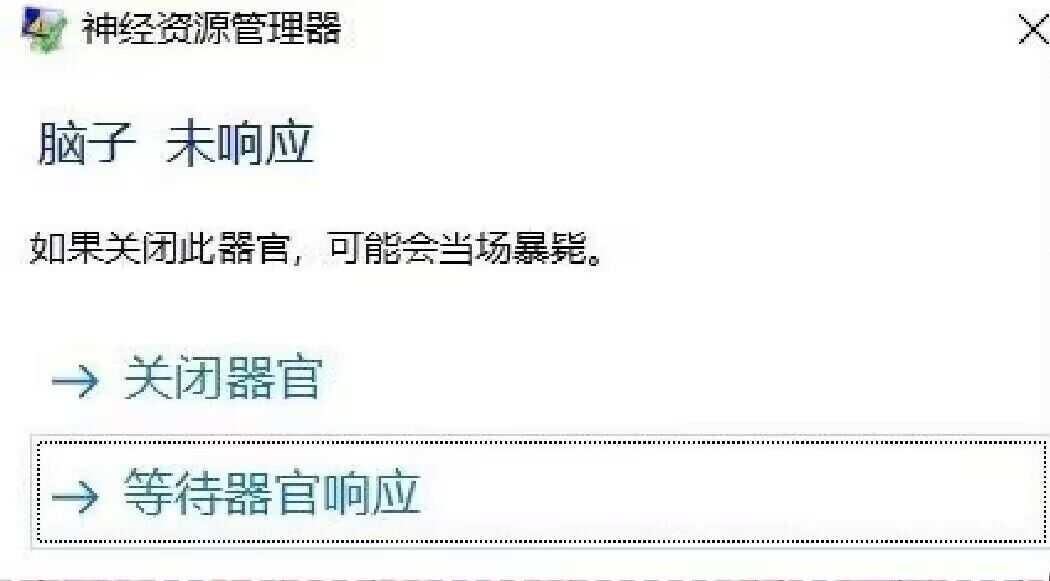 神经资源管理器
脑子 未响应
如果关闭此器官，可能会当场暴毙。
→ 关闭器官
→ 等待器官响应